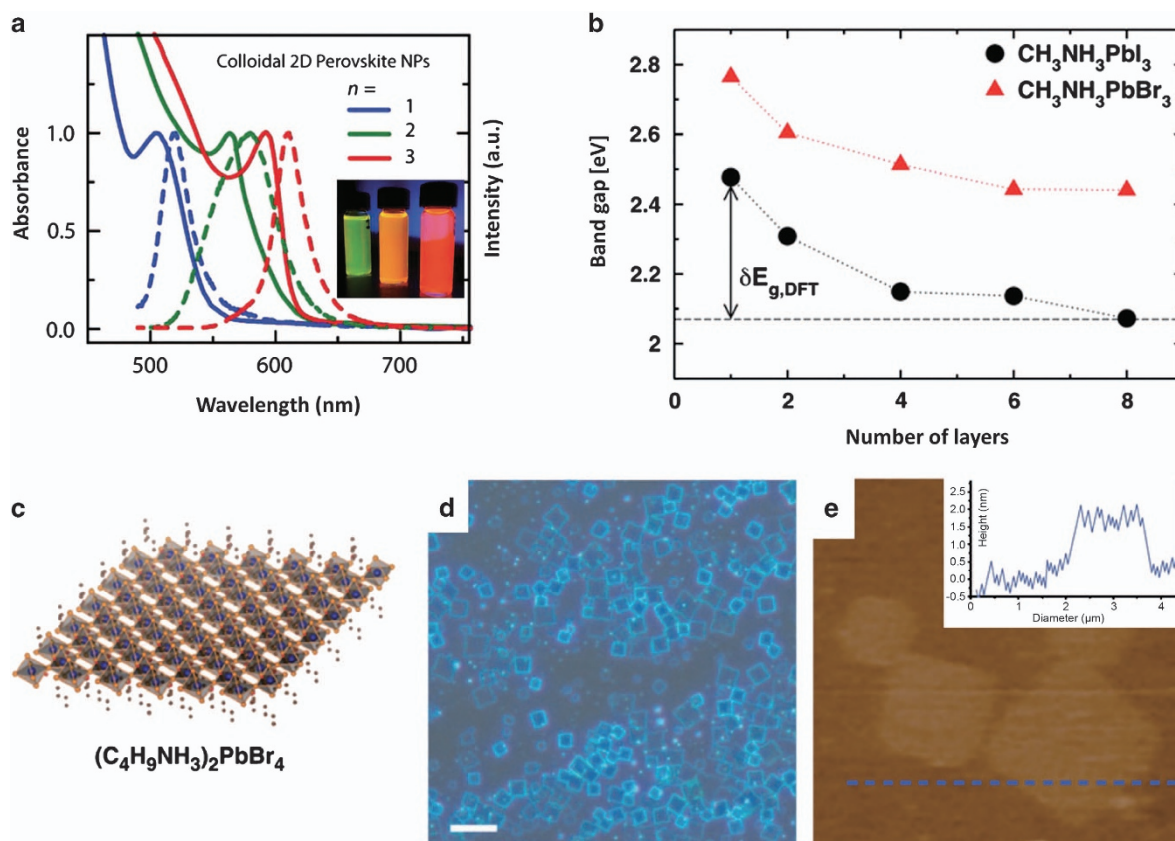 a
Colloidal 2D Perovskite NPs
n =
1
2
3
1.0
0.5
0.0
Absorbance
Intensity (a.u.)
500
600
700
Wavelength (nm)
b
CH₃NH₃PbI₃
CH₃NH₃PbBr₃
2.8
2.6
2.4
2.2
2
Band gap [eV]
δE₍g,DFT₎
0
2
4
6
8
Number of layers
c
(C₄H₉NH₃)₂PbBr₄
d
e
2.5
2.0
1.5
1.0
0.5
0.0
-0.5
Height (nm)
0
1
2
3
4
Diameter (μm)